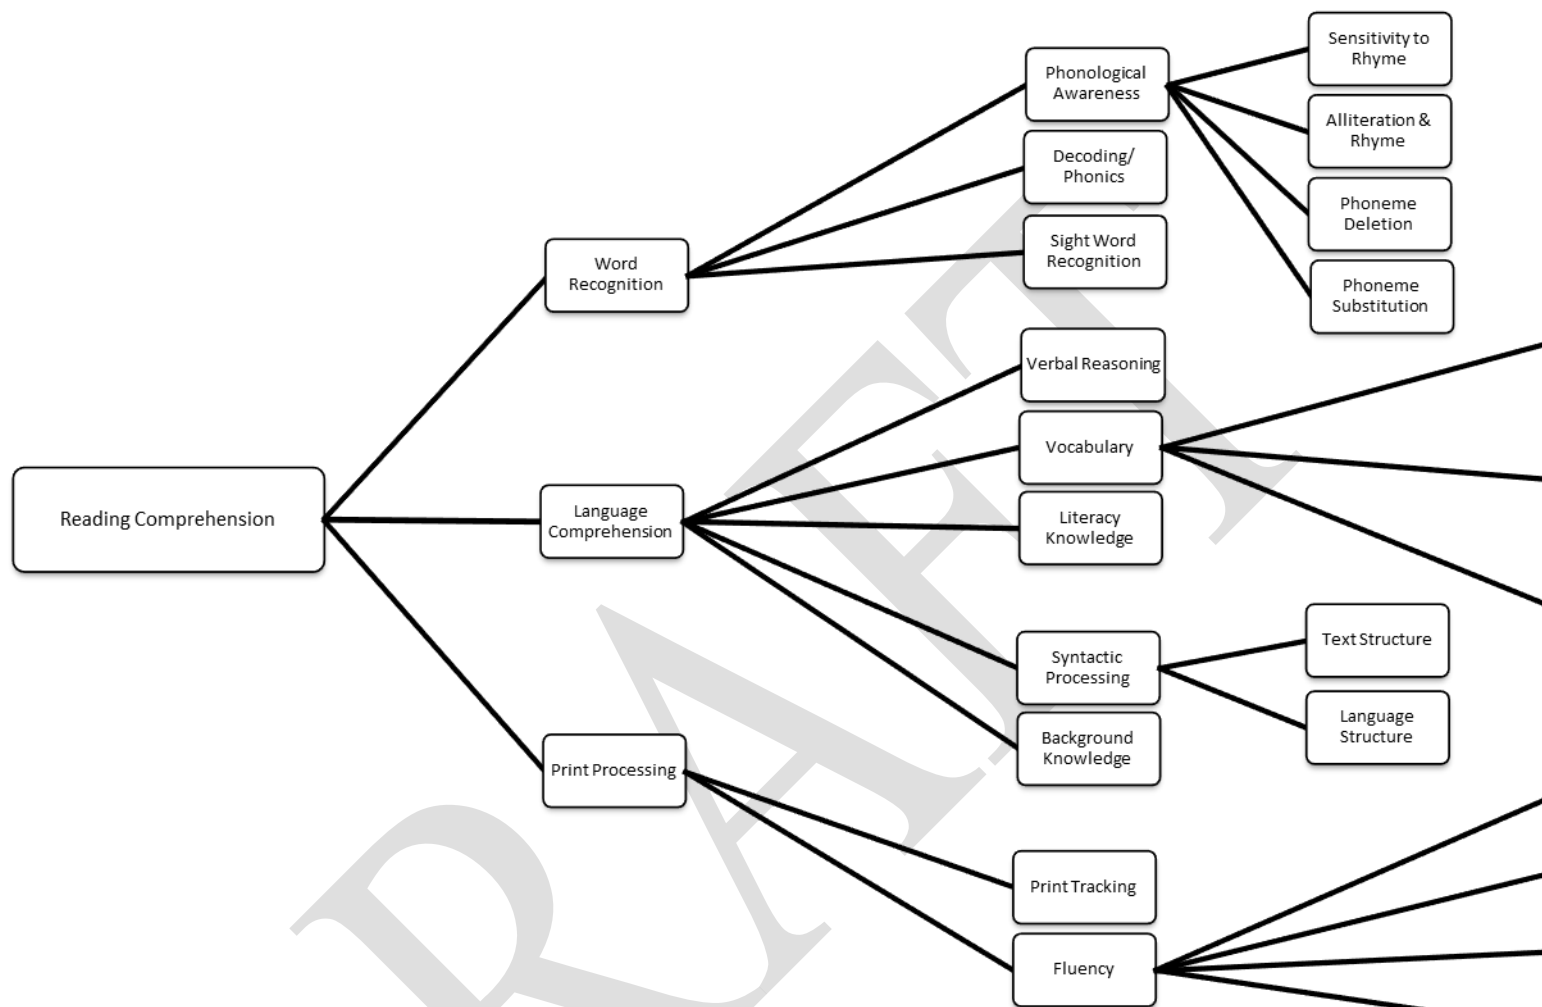 Sensitivity to
Rhyme
Phonological
Awareness
Alliteration &
Rhyme
Decoding/
Phonics
Phoneme
Deletion
Sight Word
Recognition
Word
Recognition
Phoneme
Substitution
Verbal Reasoning
Vocabulary
Reading Comprehension
Language
Comprehension
Literacy
Knowledge
Text Structure
Syntactic
Processing
Language
Structure
Background
Knowledge
Print Processing
Print Tracking
Fluency
RAFT